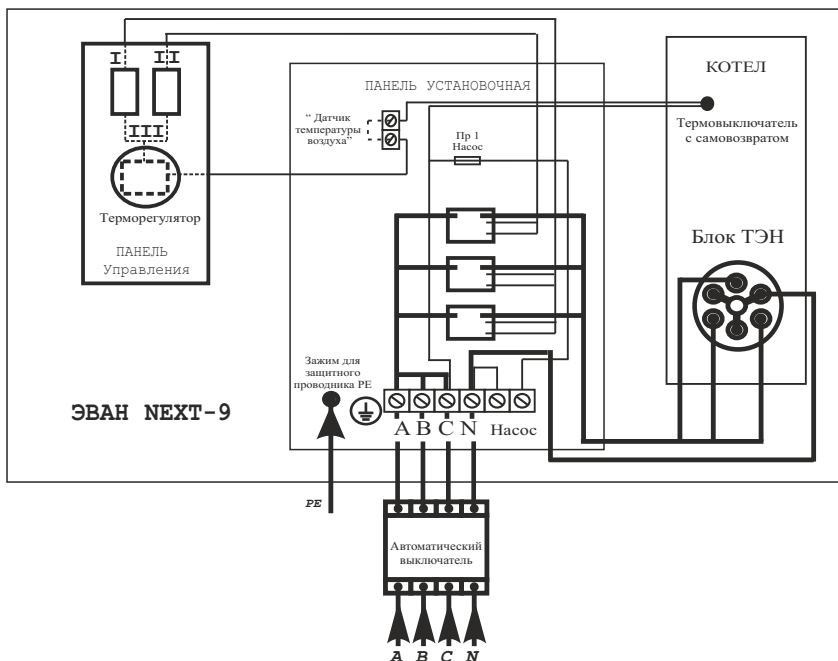 I
II
III
Терморегулятор
ПАНЕЛЬ
Управления
ПАНЕЛЬ УСТАНОВОЧНАЯ
“ Датчик
температуры
воздуха”
Пр 1
Насос
КОТЕЛ
Термовыключатель
с самовозвратом
Блок ТЭН
Зажим для
защитного
проводника PE
ЭВАН NEXT-9
A B C N Насос
PE
Автоматический
выключатель
A B C N